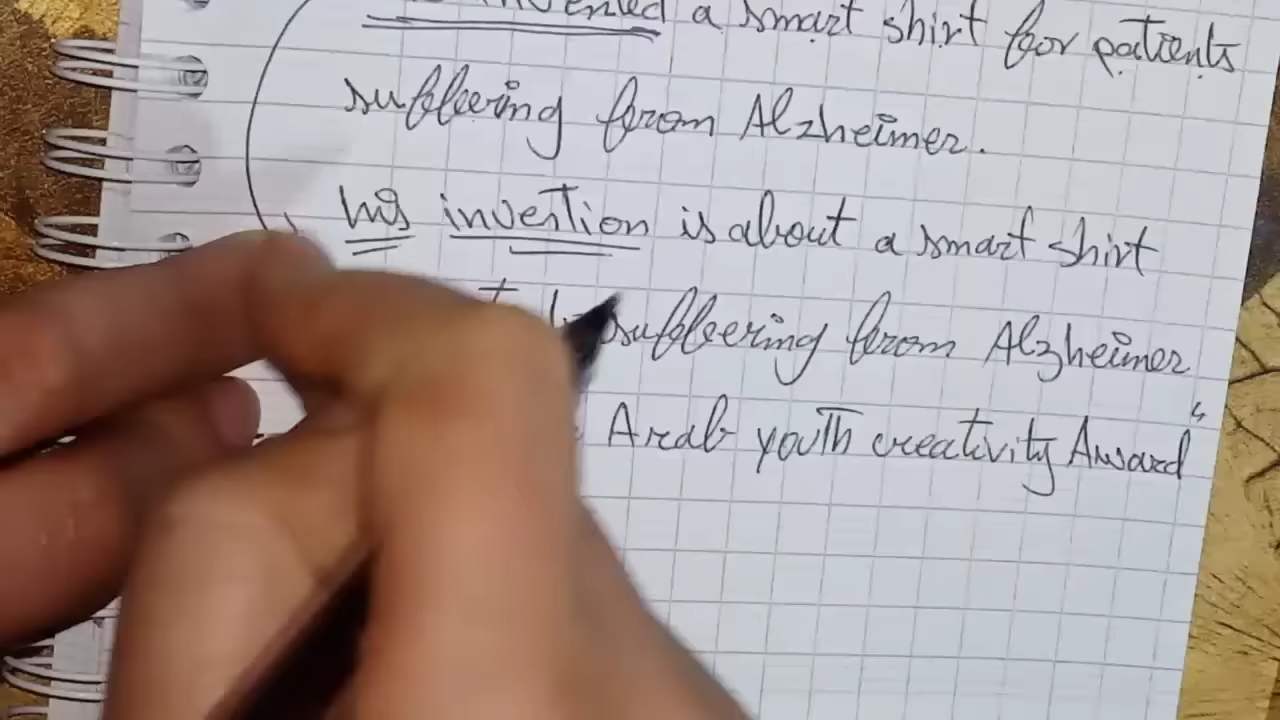 invented a smart shirt for patients
suffering from Alzheimer.
his invention is about a smart shirt
suffering from Alzheimer
Arab youth creativity Award"